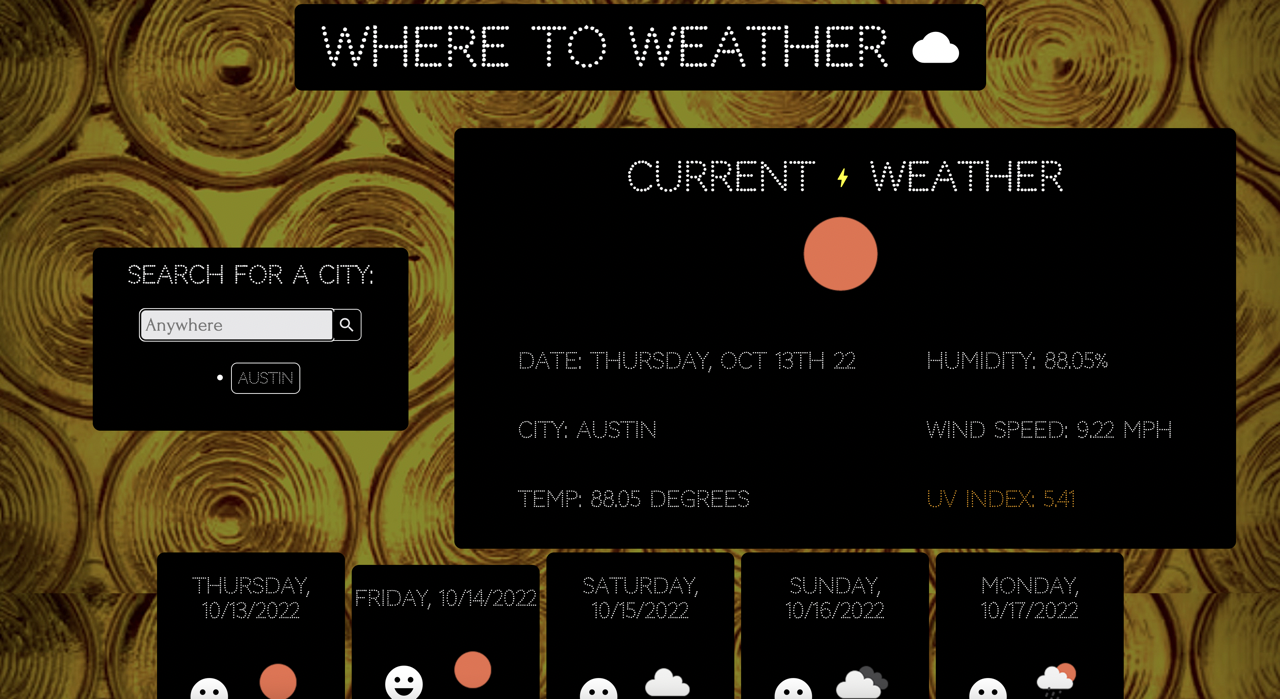 WHERE TO WEATHER
CURRENT WEATHER
SEARCH FOR A CITY:
Anywhere
AUSTIN
DATE: THURSDAY, OCT 13TH 22
HUMIDITY: 88.05%
CITY: AUSTIN
WIND SPEED: 9.22 MPH
TEMP: 88.05 DEGREES
UV INDEX: 5.41
THURSDAY,
10/13/2022
FRIDAY, 10/14/2022
SATURDAY,
10/15/2022
SUNDAY,
10/16/2022
MONDAY,
10/17/2022